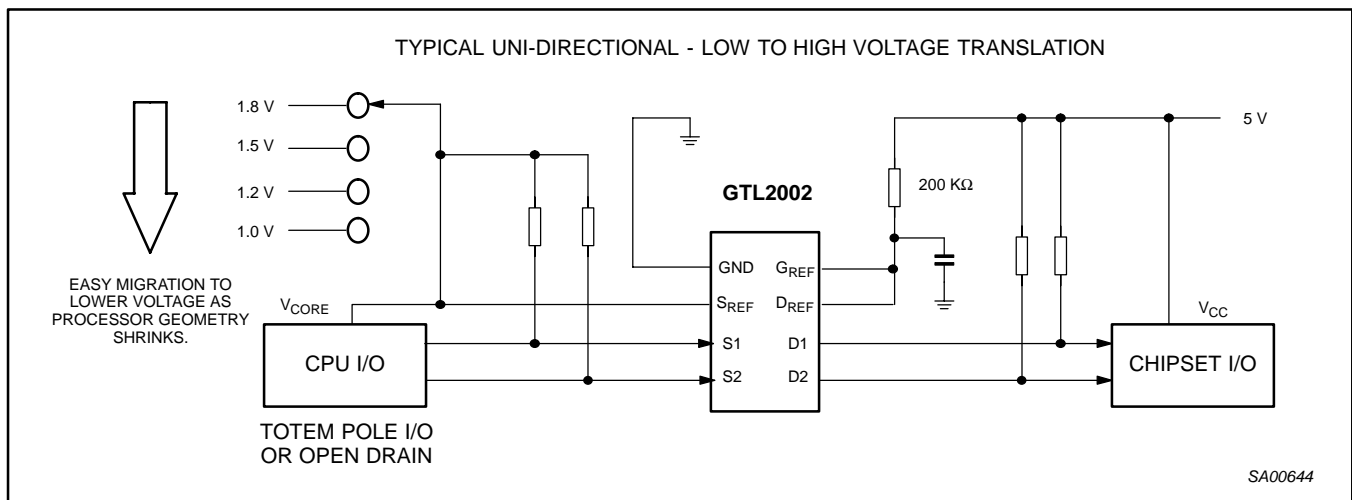 TYPICAL UNI-DIRECTIONAL - LOW TO HIGH VOLTAGE TRANSLATION
1.8 V
1.5 V
1.2 V
1.0 V
5 V
200 KΩ
GTL2002
EASY MIGRATION TO
LOWER VOLTAGE AS
PROCESSOR GEOMETRY
SHRINKS.
VCORE
CPU I/O
TOTEM POLE I/O
OR OPEN DRAIN
GND
SREF
S1
S2
GREF
DREF
D1
D2
VCC
CHIPSET I/O
SA00644